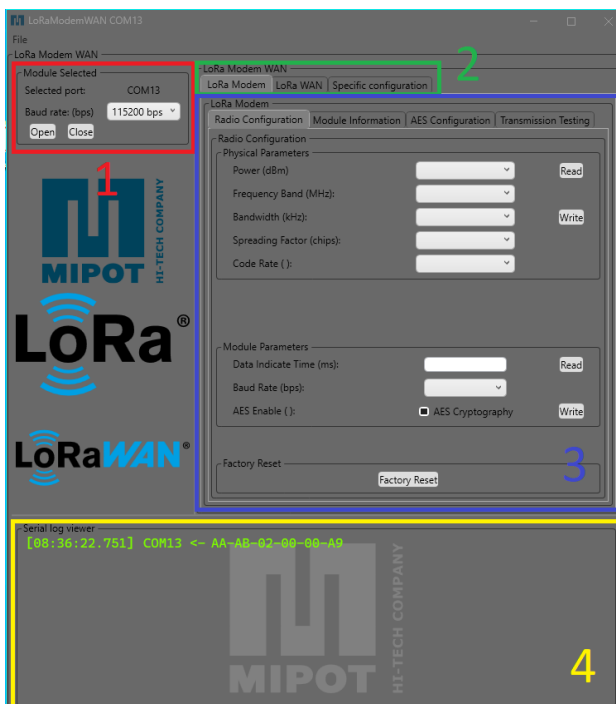 LoRaModemWAN COM13
File
LoRa Modem WAN
Module Selected
Selected port: COM13
Baud rate: (bps) 115200 bps
Open Close
1
MIPOT
HI-TECH COMPANY
LoRa®
LoRaWAN®
LoRa Modem WAN
2
LoRa Modem LoRa WAN Specific configuration
LoRa Modem
Radio Configuration Module Information AES Configuration Transmission Testing
Radio Configuration
Physical Parameters
Power (dBm) Read
Frequency Band (MHz):
Bandwidth (kHz): Write
Spreading Factor (chips):
Code Rate ( ):
Module Parameters
Data Indicate Time (ms): Read
Baud Rate (bps):
AES Enable ( ): AES Cryptography Write
Factory Reset
Factory Reset
3
Serial log viewer
[08:36:22.751] COM13 <- AA-AB-02-00-00-A9
MIPOT
HI-TECH COMPANY
4